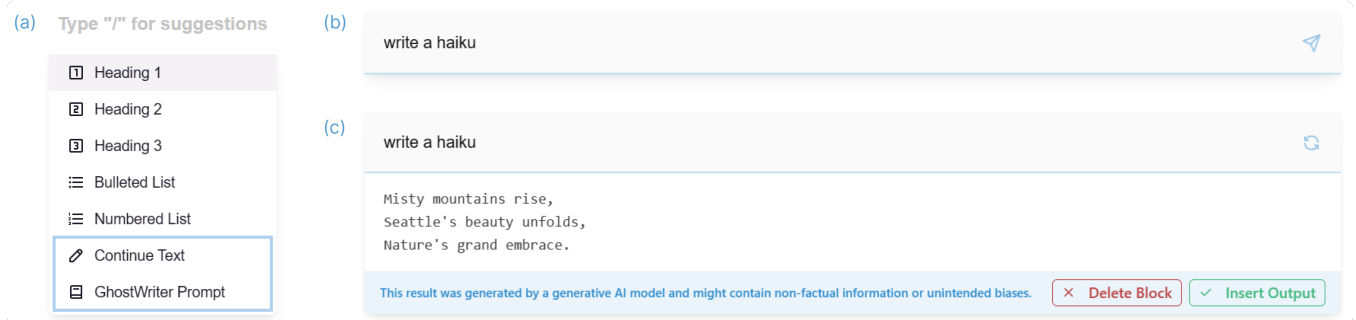 (a) Type "/" for suggestions
Heading 1
Heading 2
Heading 3
Bulleted List
Numbered List
Continue Text
GhostWriter Prompt
(b)
write a haiku
(c)
write a haiku
Misty mountains rise,
Seattle's beauty unfolds,
Nature's grand embrace.
This result was generated by a generative AI model and might contain non-factual information or unintended biases. Delete Block Insert Output